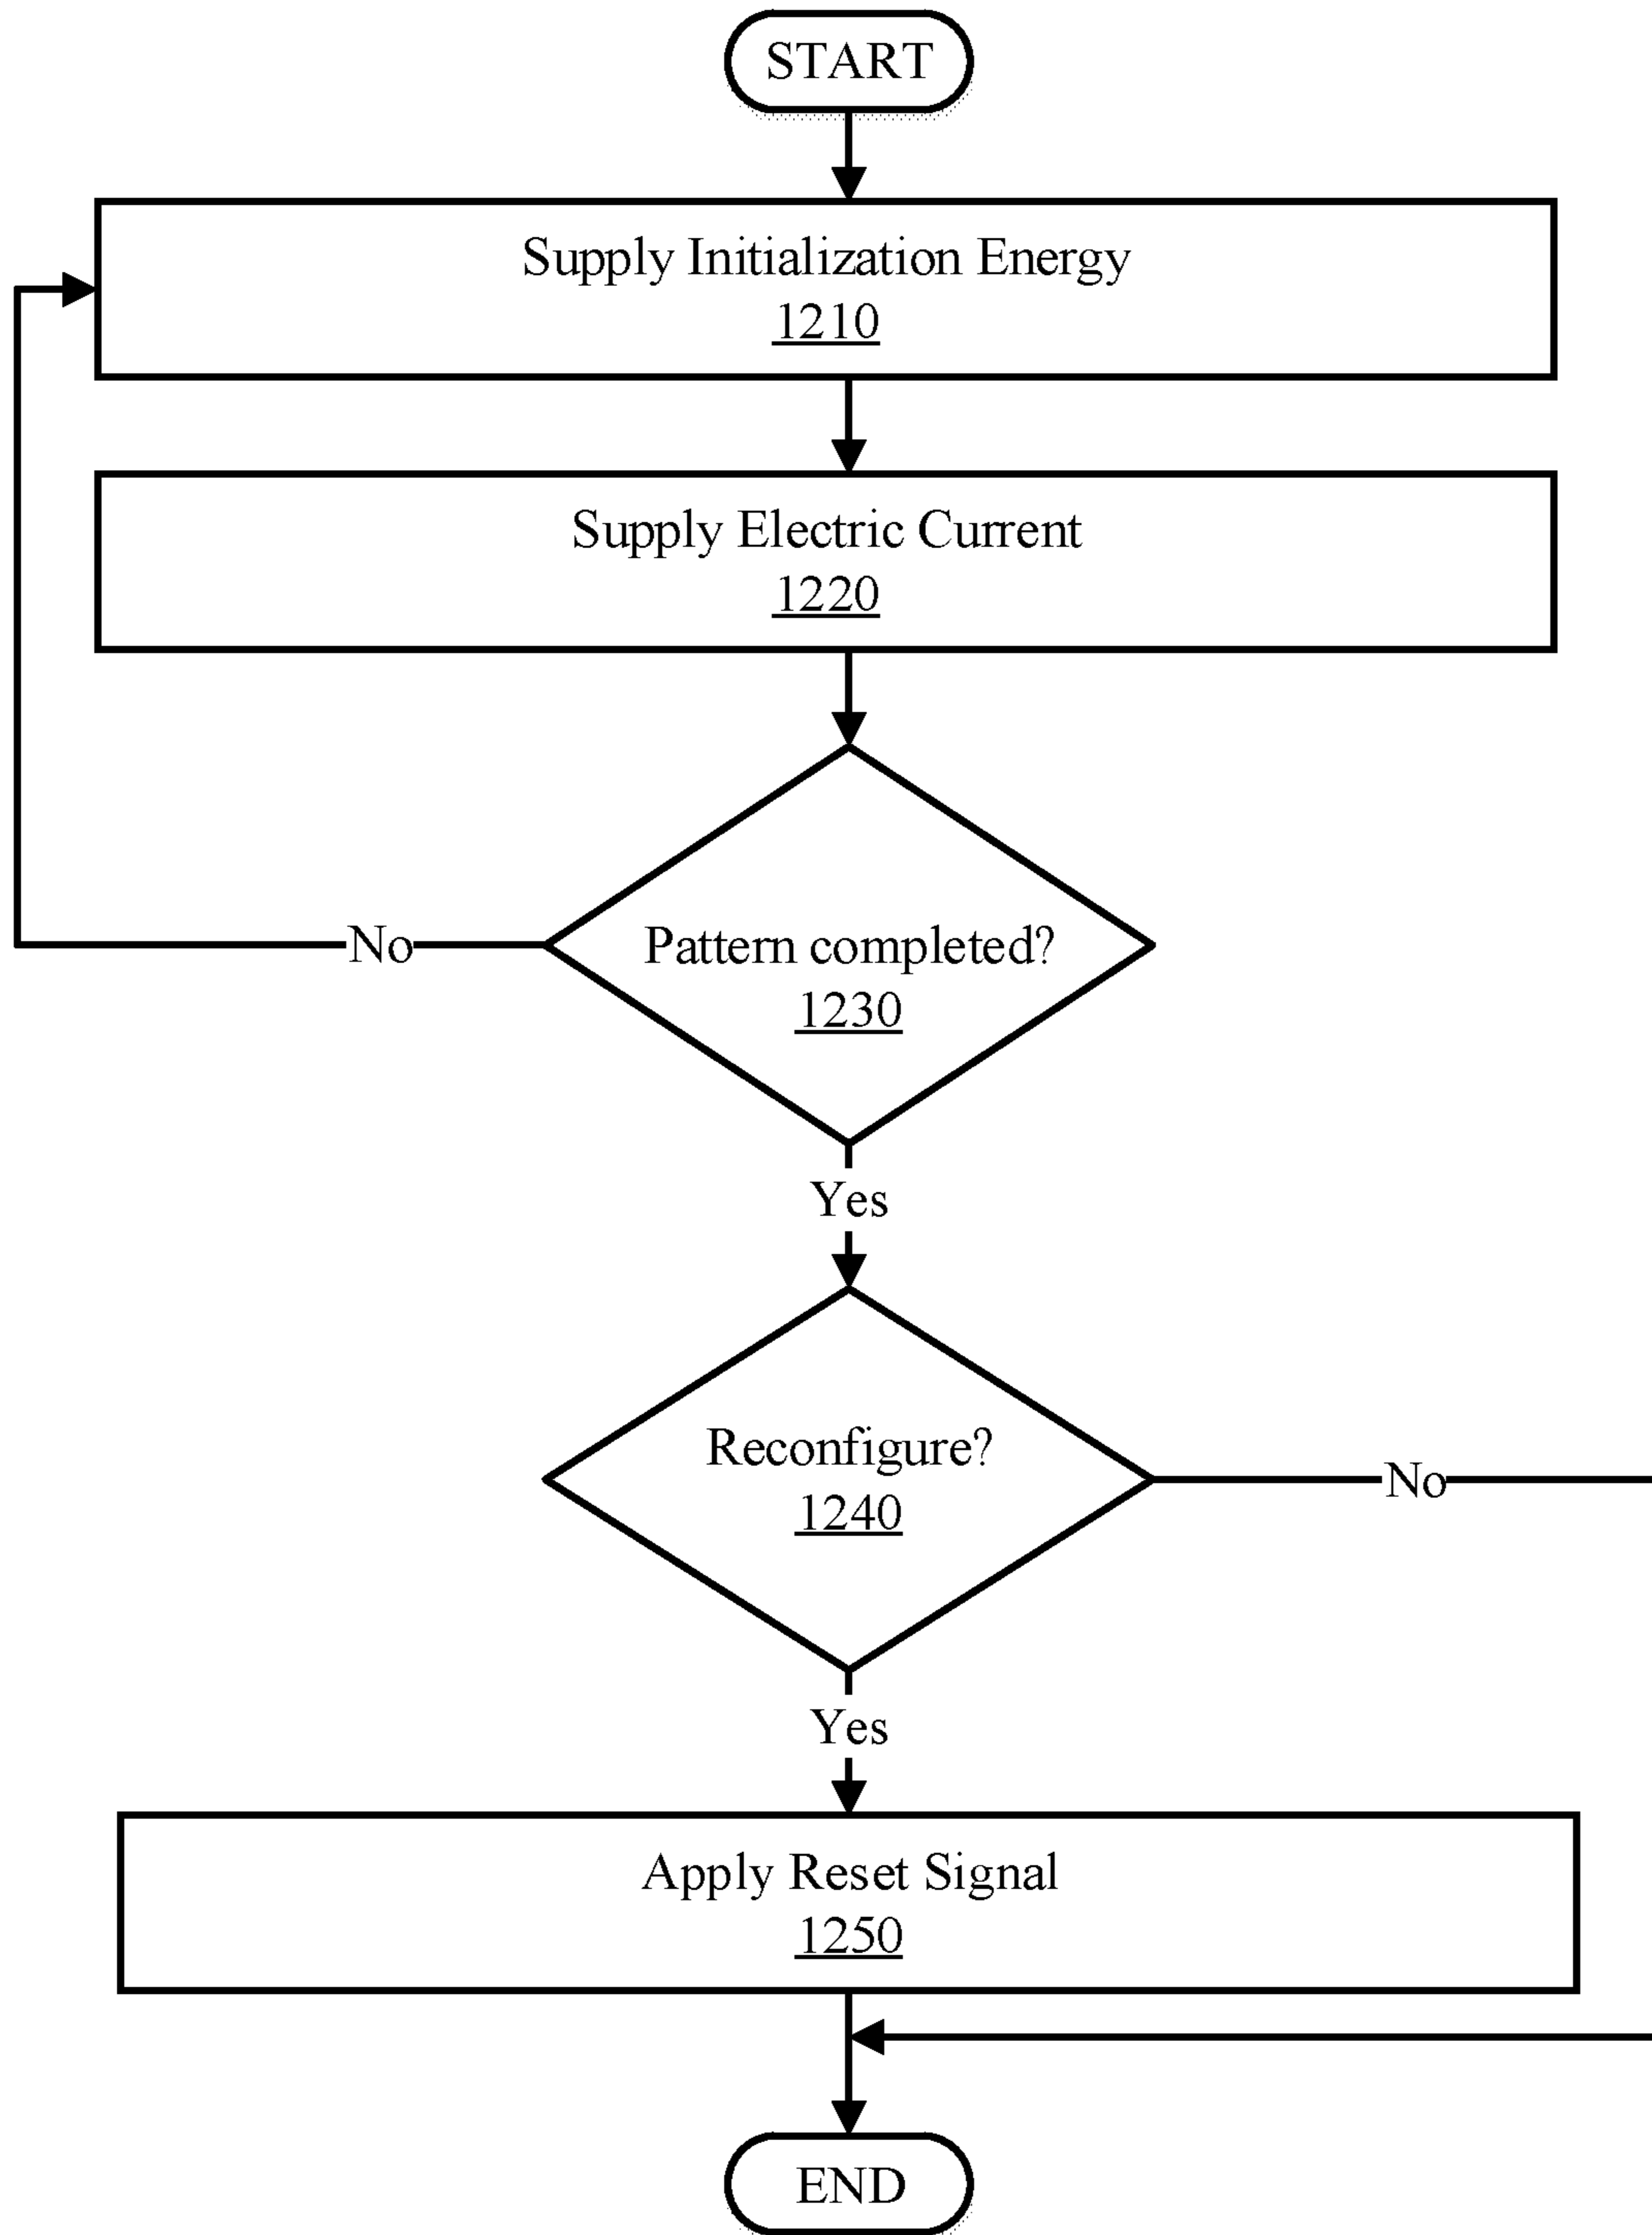 START
Supply Initialization Energy
1210
Supply Electric Current
1220
Pattern completed?
1230
No
Yes
Reconfigure?
1240
No
Yes
Apply Reset Signal
1250
END